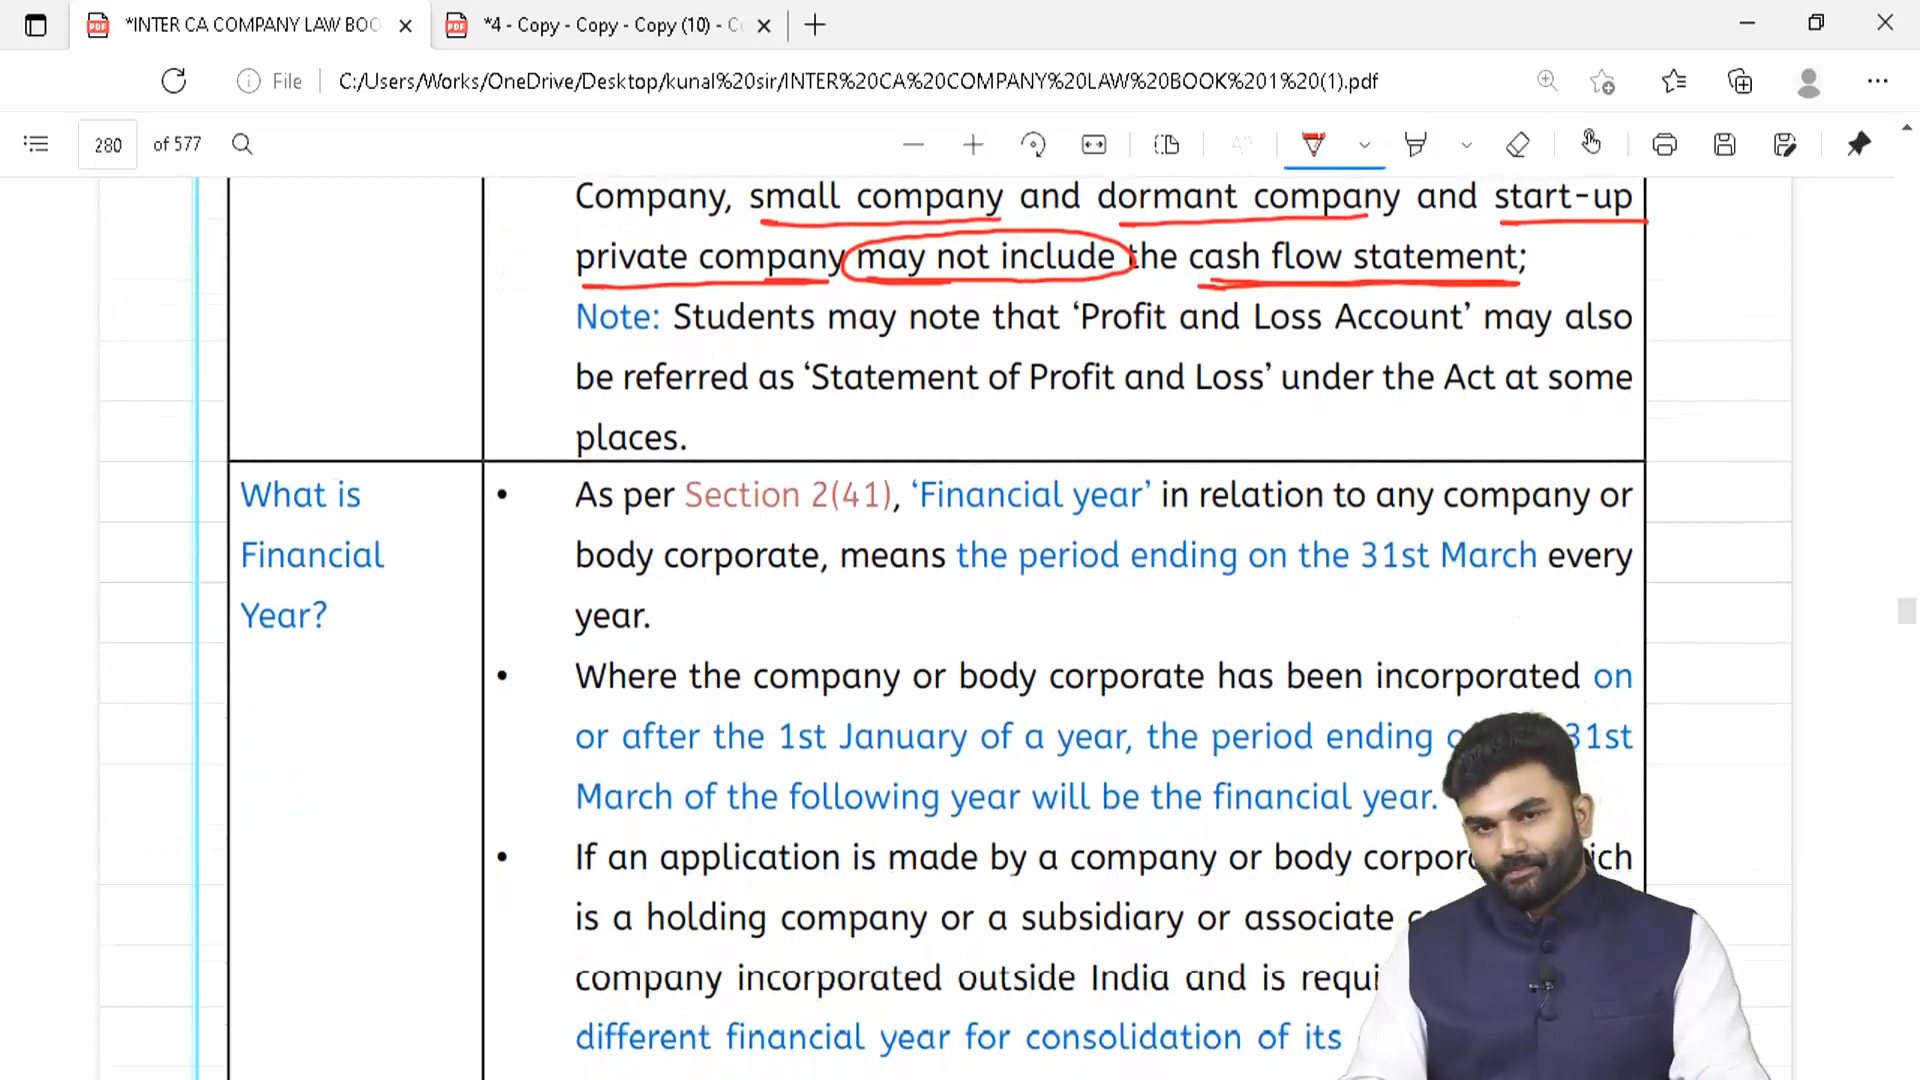 *INTER CA COMPANY LAW BOO
*4 - Copy - Copy - Copy (10) - Co
File
C:/Users/Works/OneDrive/Desktop/kunal%20sir/INTER%20CA%20COMPANY%20LAW%20BOOK%201%20(1).pdf
280 of 577
Company, small company and dormant company and start-up
private company may not include the cash flow statement;
Note: Students may note that ‘Profit and Loss Account’ may also
be referred as ‘Statement of Profit and Loss’ under the Act at some
places.
What is
Financial
Year?
• As per Section 2(41), ‘Financial year’ in relation to any company or
body corporate, means the period ending on the 31st March every
year.
• Where the company or body corporate has been incorporated on
or after the 1st January of a year, the period ending 31st
March of the following year will be the financial year.
• If an application is made by a company or body
is a holding company or a subsidiary or associate
company incorporated outside India and is
different financial year for consolidation of its